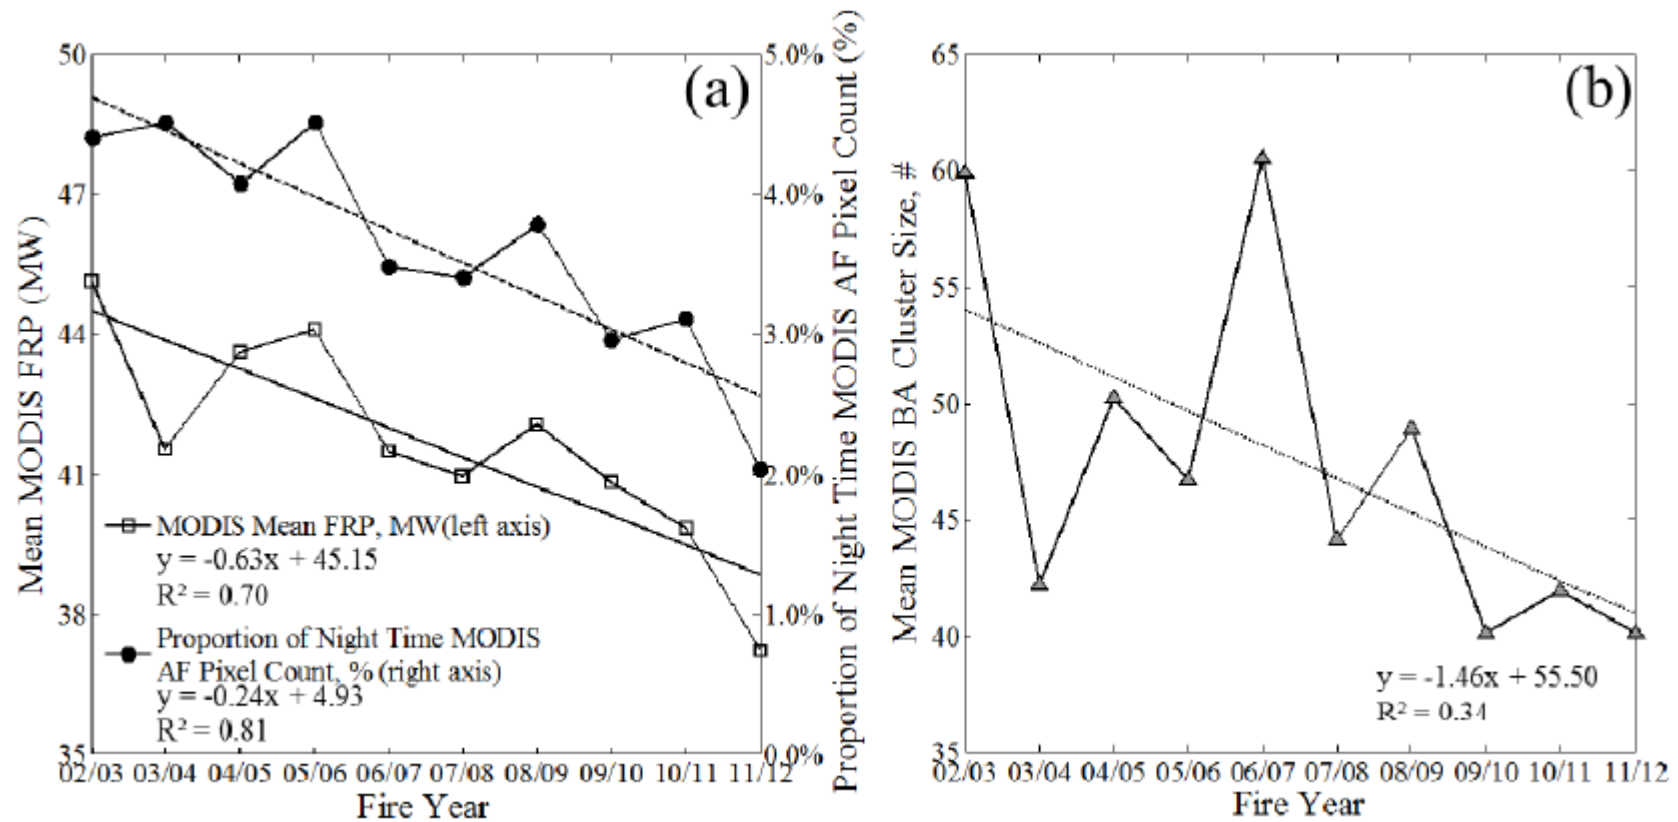 (a)
Mean MODIS FRP (MW)
50
47
44
41
38
35
5.0%
4.0%
3.0%
2.0%
1.0%
0.0%
Proportion of Night Time MODIS AF Pixel Count (%)
MODIS Mean FRP, MW(left axis)
y = -0.63x + 45.15
R² = 0.70
Proportion of Night Time MODIS
AF Pixel Count, % (right axis)
y = -0.24x + 4.93
R² = 0.81
02/03 03/04 04/05 05/06 06/07 07/08 08/09 09/10 10/11 11/12
Fire Year
(b)
Mean MODIS BA Cluster Size, #
65
60
55
50
45
40
35
y = -1.46x + 55.50
R² = 0.34
02/03 03/04 04/05 05/06 06/07 07/08 08/09 09/10 10/11 11/12
Fire Year